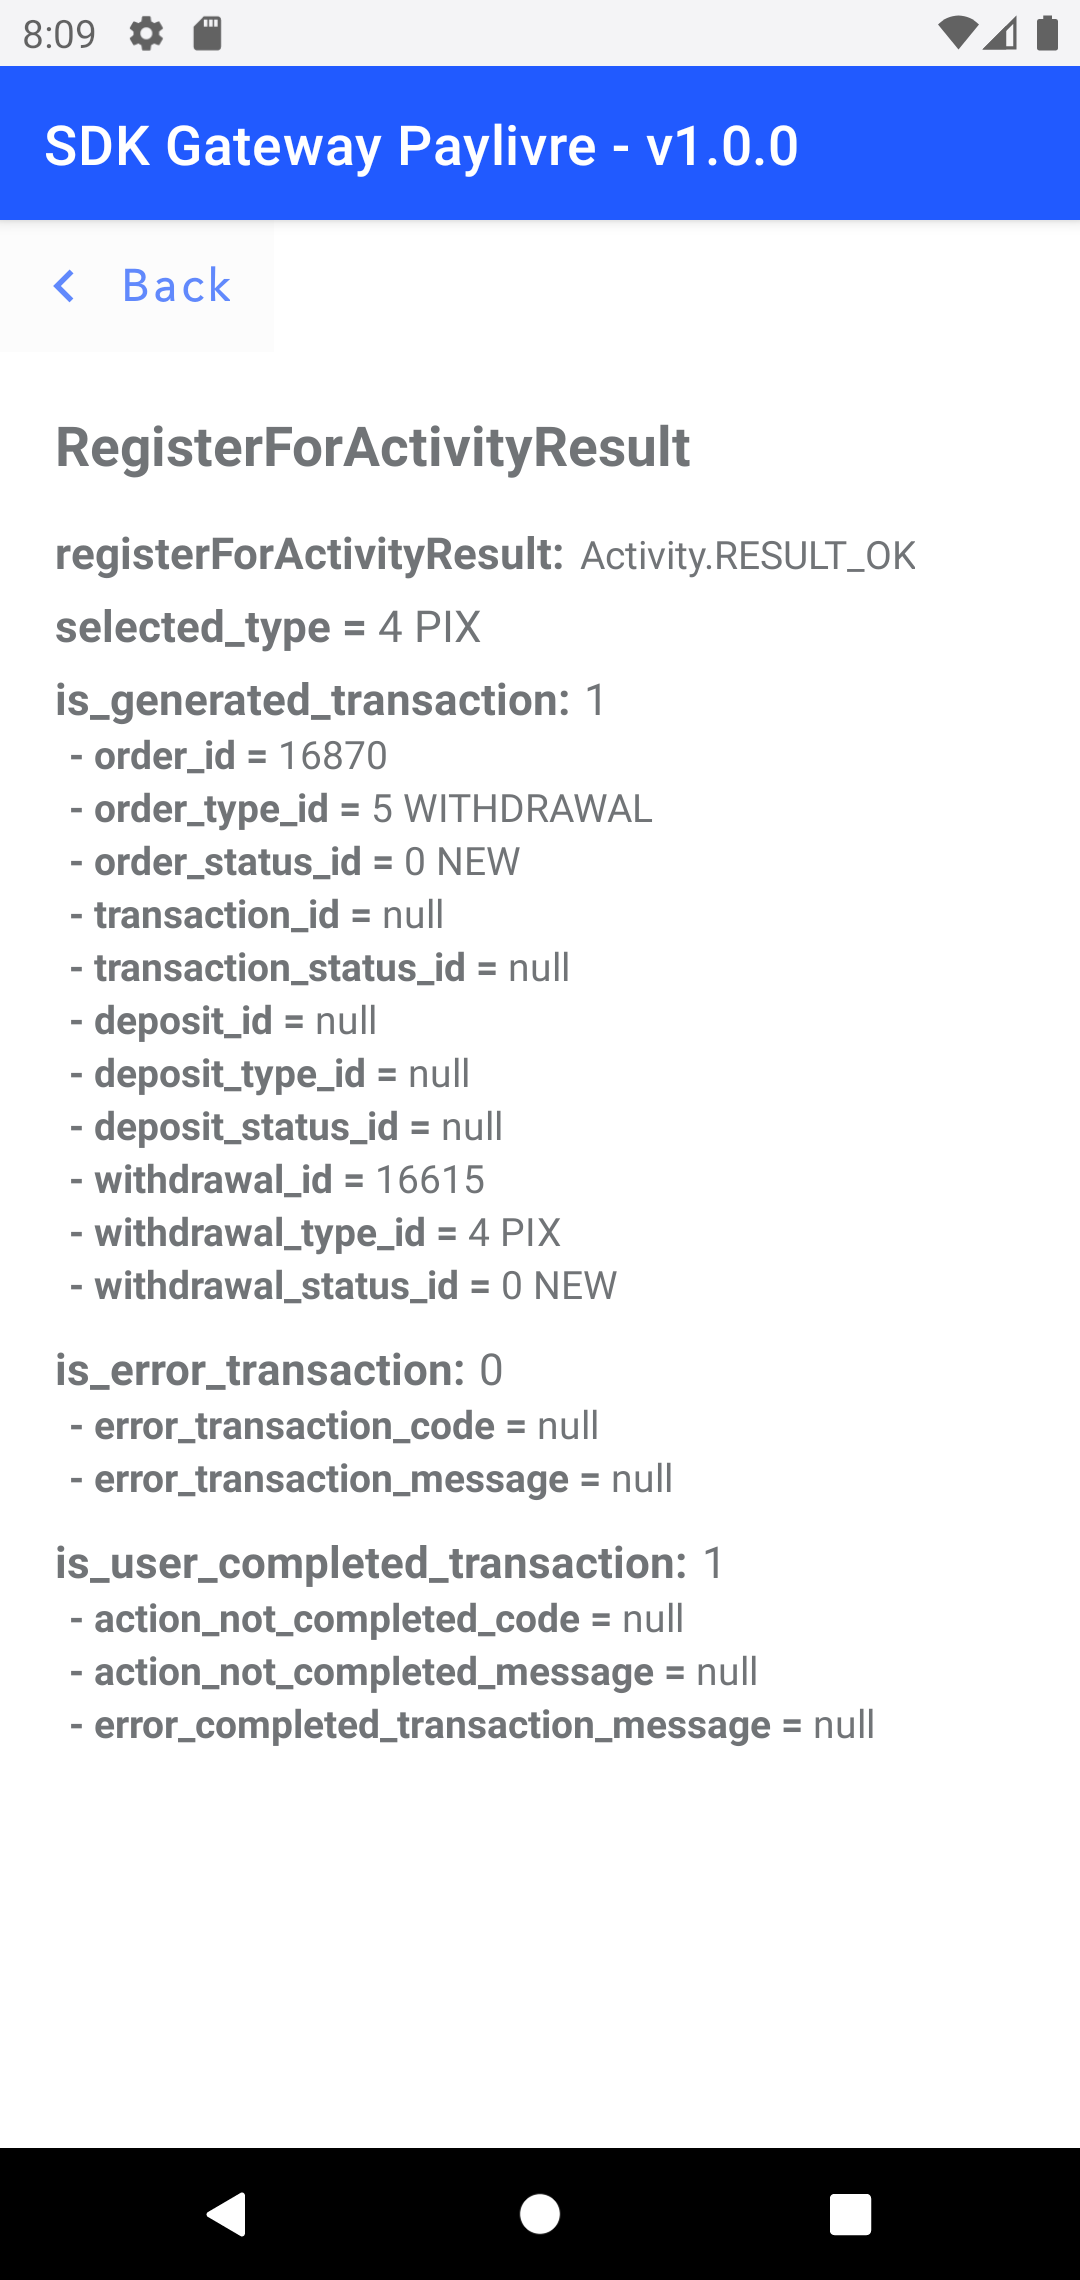 8:09
SDK Gateway Paylivre - v1.0.0
Back
RegisterForActivityResult
registerForActivityResult: Activity.RESULT_OK
selected_type = 4 PIX
is_generated_transaction: 1
- order_id = 16870
- order_type_id = 5 WITHDRAWAL
- order_status_id = 0 NEW
- transaction_id = null
- transaction_status_id = null
- deposit_id = null
- deposit_type_id = null
- deposit_status_id = null
- withdrawal_id = 16615
- withdrawal_type_id = 4 PIX
- withdrawal_status_id = 0 NEW
is_error_transaction: 0
- error_transaction_code = null
- error_transaction_message = null
is_user_completed_transaction: 1
- action_not_completed_code = null
- action_not_completed_message = null
- error_completed_transaction_message = null